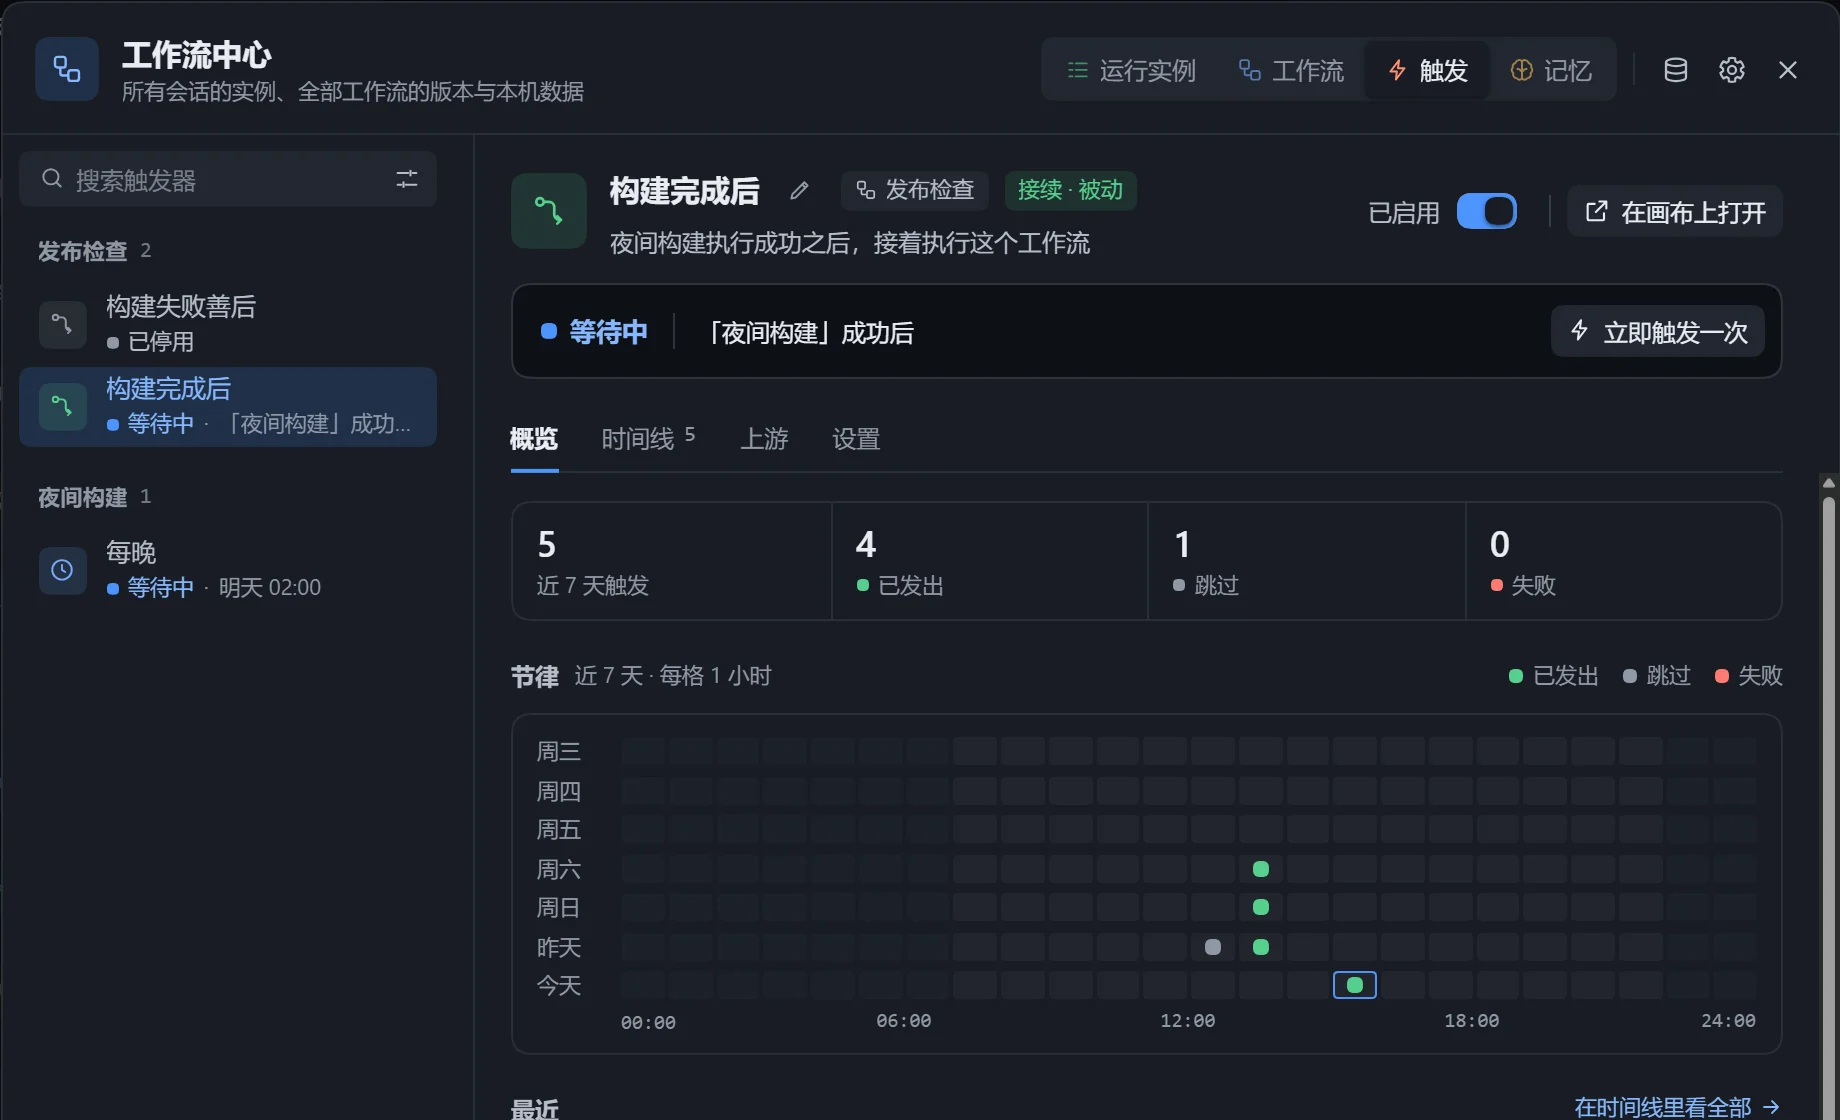 工作流中心
所有会话的实例、全部工作流的版本与本机数据
运行实例
工作流
触发
记忆
搜索触发器
发布检查 2
构建失败善后
已停用
构建完成后
等待中 · 「夜间构建」成功...
夜间构建 1
每晚
等待中 · 明天 02:00
构建完成后
发布检查
接续 · 被动
夜间构建执行成功之后，接着执行这个工作流
已启用
在画布上打开
等待中
「夜间构建」成功后
立即触发一次
概览
时间线 5
上游
设置
5
近 7 天触发
4
已发出
1
跳过
0
失败
节律 近 7 天 · 每格 1 小时
已发出 跳过 失败
周三
周四
周五
周六
周日
昨天
今天
00:00 06:00 12:00 18:00 24:00
最近
在时间线里看全部 →